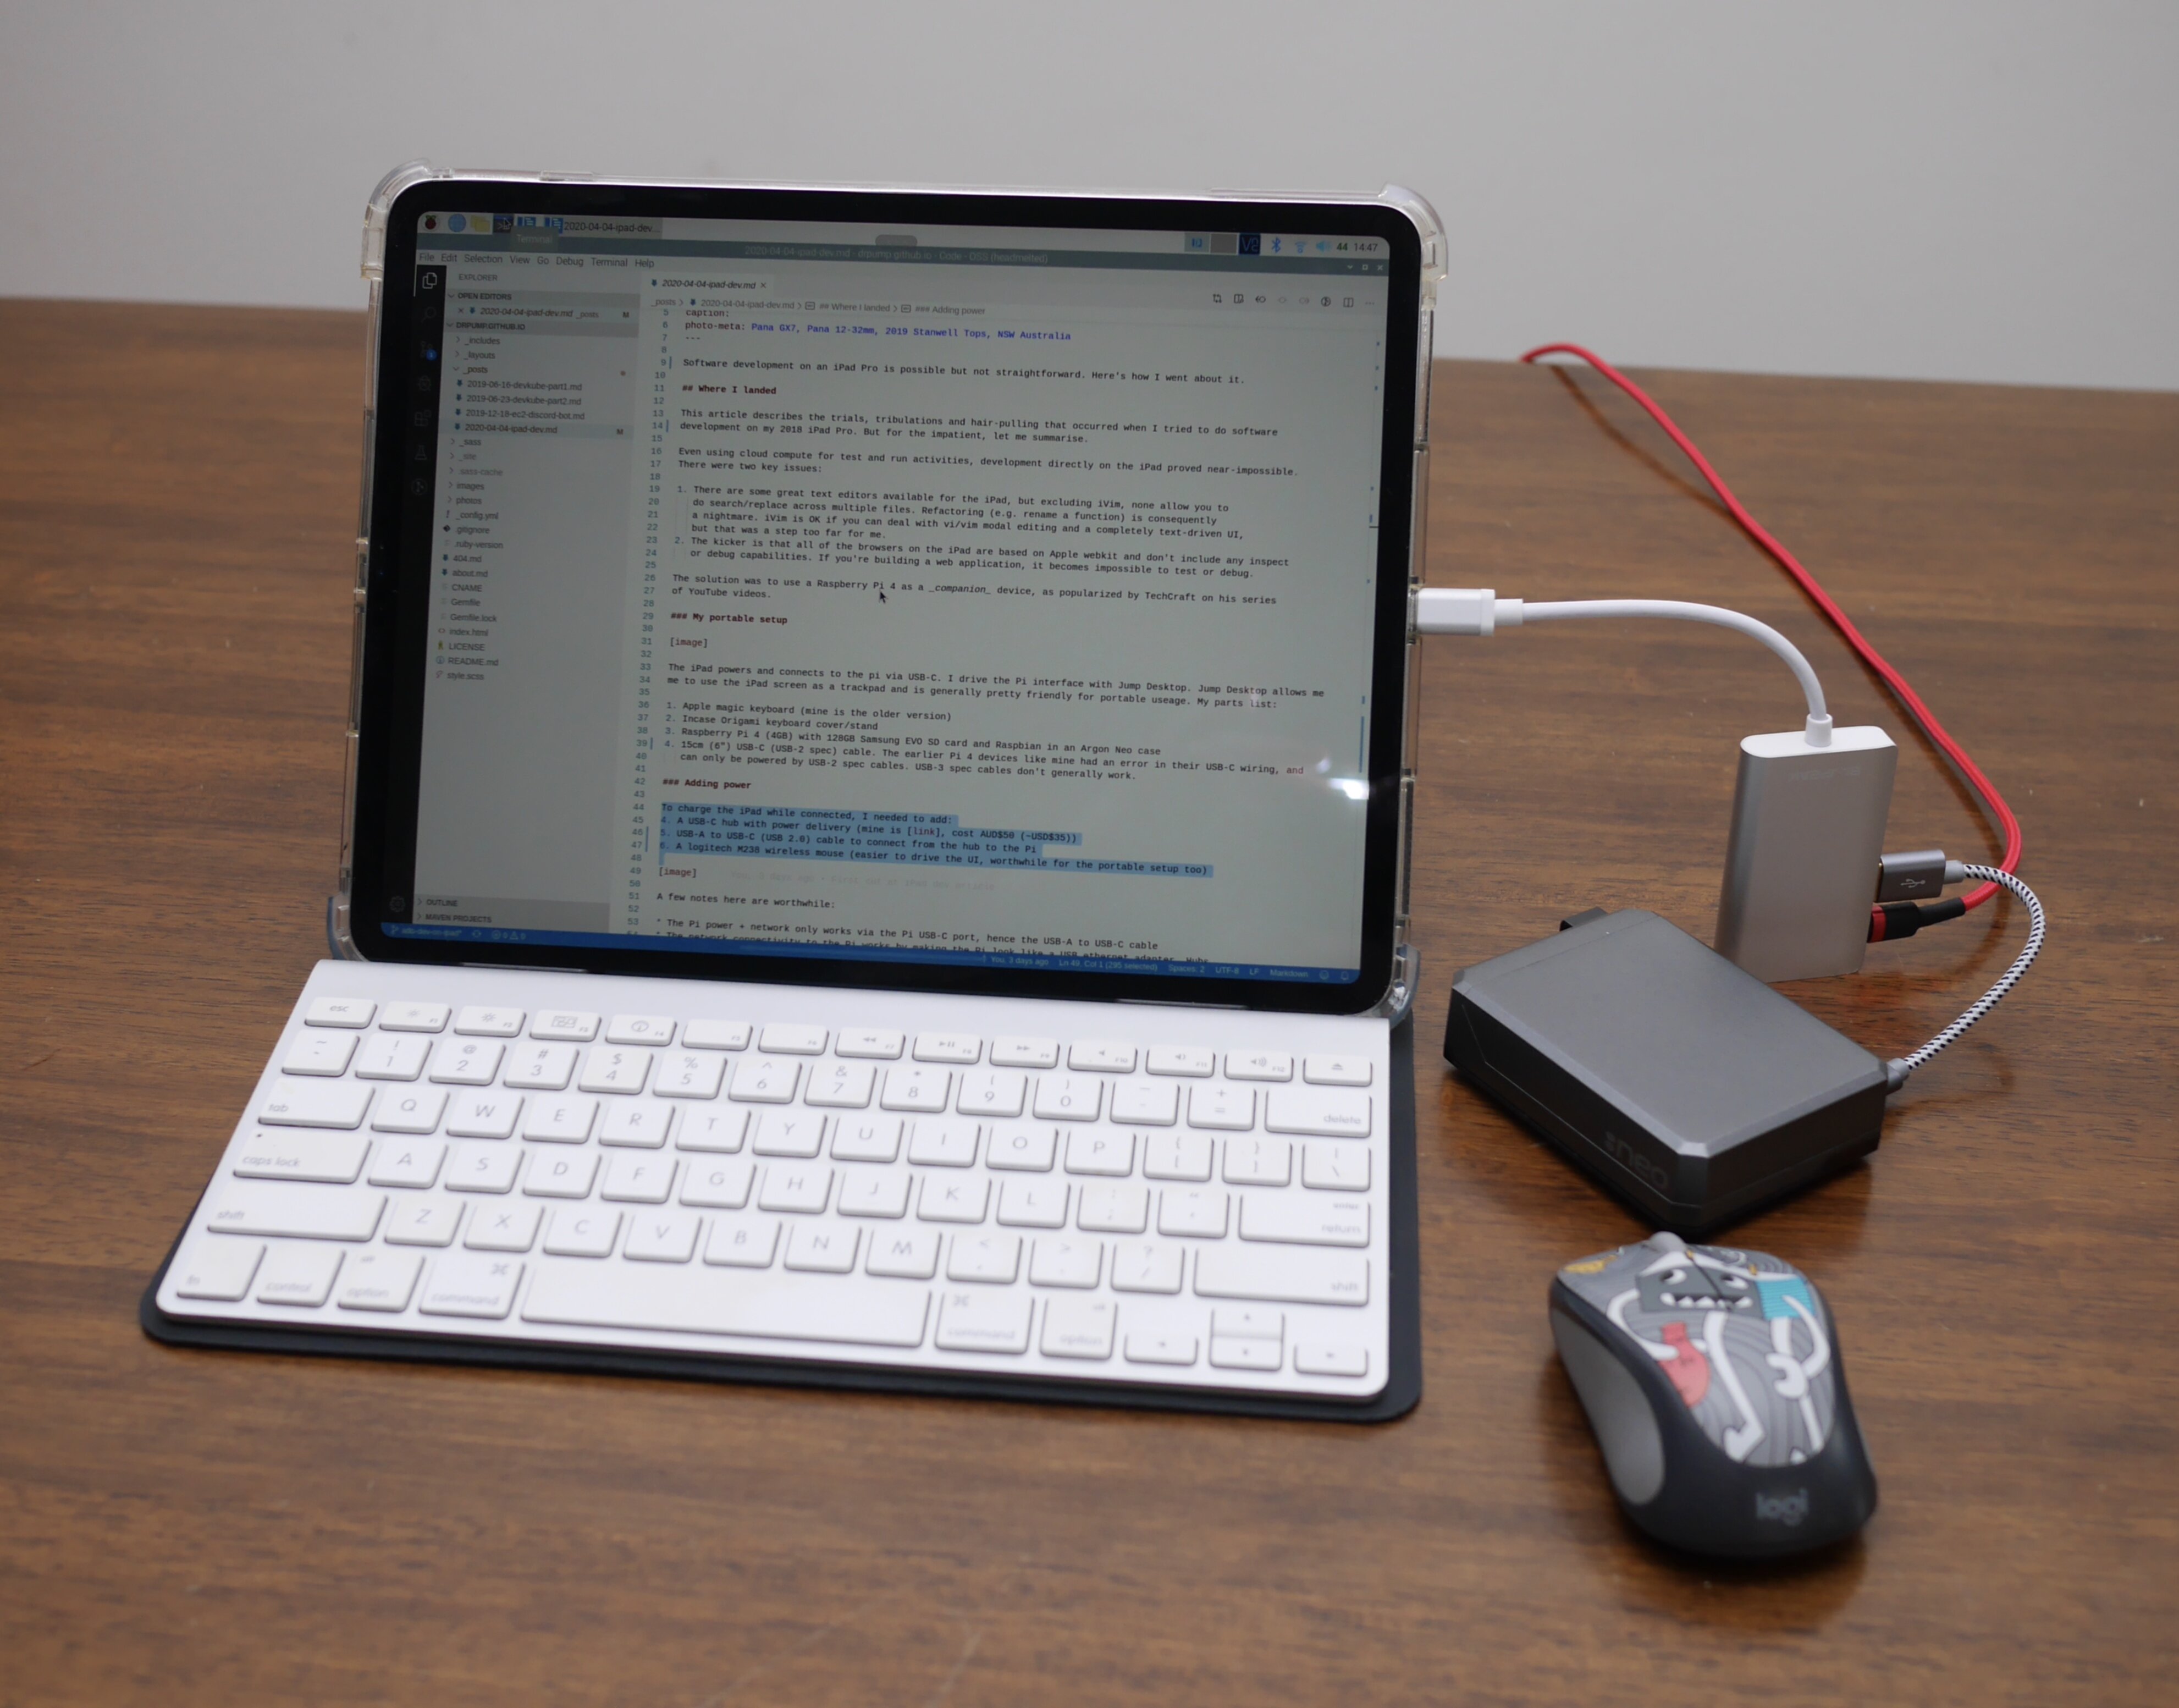 2020-04-04-ipad-dev...
44 14:47
Terminal
2020-04-04-ipad-dev.md - drpump.github.io - Code - OSS (headmelted)
File Edit Selection View Go Debug Terminal Help
EXPLORER
OPEN EDITORS
2020-04-04-ipad-dev.md _posts M
DRPUMP.GITHUB.IO
_includes
_layouts
_posts
2019-06-16-devkube-part1.md
2019-06-23-devkube-part2.md
2019-12-18-ec2-discord-bot.md
2020-04-04-ipad-dev.md M
_sass
_site
.sass-cache
images
photos
_config.yml
.gitignore
.ruby-version
404.md
about.md
CNAME
Gemfile
Gemfile.lock
index.html
LICENSE
README.md
style.scss
OUTLINE
MAVEN PROJECTS
2020-04-04-ipad-dev.md
_posts > 2020-04-04-ipad-dev.md > ## Where I landed > ### Adding power
5 caption:
6 photo-meta: Pana GX7, Pana 12-32mm, 2019 Stanwell Tops, NSW Australia
7 ---
8
9 Software development on an iPad Pro is possible but not straightforward. Here's how I went about it.
10
11 ## Where I landed
12
13 This article describes the trials, tribulations and hair-pulling that occurred when I tried to do software
14 development on my 2018 iPad Pro. But for the impatient, let me summarise.
15
16 Even using cloud compute for test and run activities, development directly on the iPad proved near-impossible.
17 There were two key issues:
18
19 1. There are some great text editors available for the iPad, but excluding iVim, none allow you to
20 do search/replace across multiple files. Refactoring (e.g. rename a function) is consequently
21 a nightmare. iVim is OK if you can deal with vi/vim modal editing and a completely text-driven UI,
22 but that was a step too far for me.
23 2. The kicker is that all of the browsers on the iPad are based on Apple webkit and don't include any inspect
24 or debug capabilities. If you're building a web application, it becomes impossible to test or debug.
25
26 The solution was to use a Raspberry Pi 4 as a _companion_ device, as popularized by TechCraft on his series
27 of YouTube videos.
28
29 ### My portable setup
30
31 [image]
32
33 The iPad powers and connects to the pi via USB-C. I drive the Pi interface with Jump Desktop. Jump Desktop allows me
34 me to use the iPad screen as a trackpad and is generally pretty friendly for portable useage. My parts list:
35
36 1. Apple magic keyboard (mine is the older version)
37 2. Incase Origami keyboard cover/stand
38 3. Raspberry Pi 4 (4GB) with 128GB Samsung EVO SD card and Raspbian in an Argon Neo case
39 4. 15cm (6") USB-C (USB-2 spec) cable. The earlier Pi 4 devices like mine had an error in their USB-C wiring, and
40 can only be powered by USB-2 spec cables. USB-3 spec cables don't generally work.
41
42 ### Adding power
43
44 To charge the iPad while connected, I needed to add:
45 4. A USB-C hub with power delivery (mine is [link], cost AUD$50 (~USD$35))
46 5. USB-A to USB-C (USB 2.0) cable to connect from the hub to the Pi
47 6. A logitech M238 wireless mouse (easier to drive the UI, worthwhile for the portable setup too)
48
49 [image]
50
51 A few notes here are worthwhile:
52
53 * The Pi power + network only works via the Pi USB-C port, hence the USB-A to USB-C cable
* The network connectivity to the Pi works by making the Pi look like a USB ethernet adapter. Hubs
You, 3 days ago Ln 49, Col 1 (295 selected) Spaces: 2 UTF-8 LF Markdown
esc F1 F2 F3 F4 F5 F6 F7 F8 F9 F10 F11 F12
~ ! 1 @ 2 # 3 $ 4 % 5 ^ 6 & 7 * 8 ( 9 ) 0 - + = delete
tab Q W E R T Y U I O P { [ } ] | \
caps lock A S D F G H J K L : ; " ' enter return
shift Z X C V B N M < , > . ? / shift
fn control option ⌘ command ⌘ command option
neo
logi